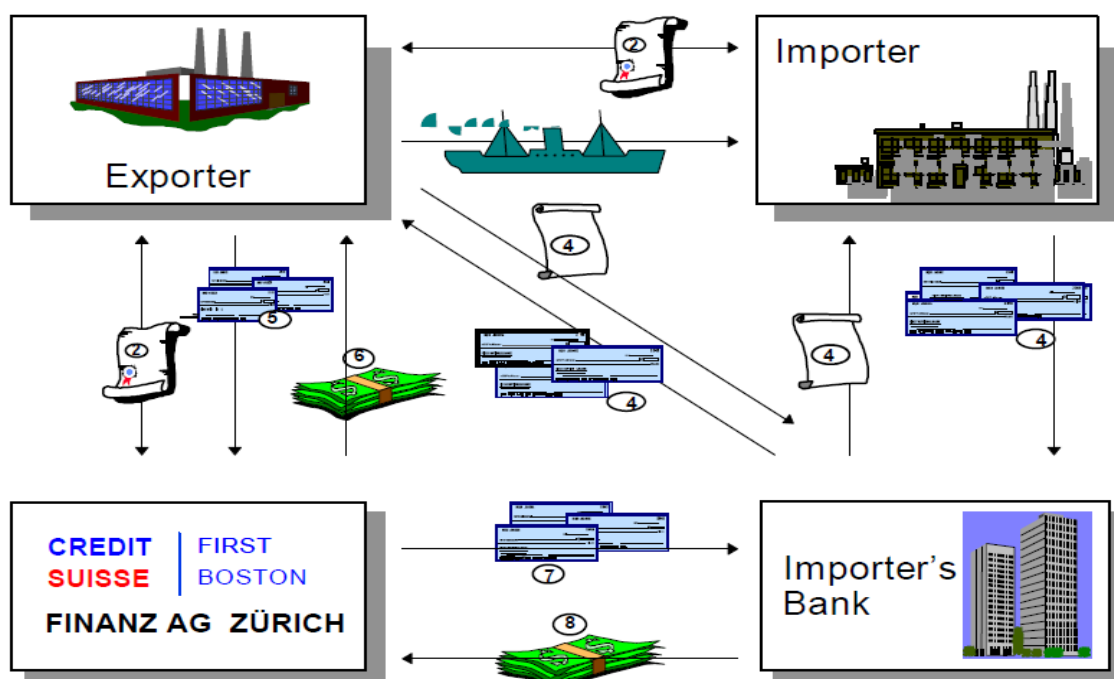 2
Importer
Exporter
4
5
4
2
6
4
4
CREDIT FIRST
SUISSE BOSTON
FINANZ AG ZÜRICH
7
Importer's
Bank
8